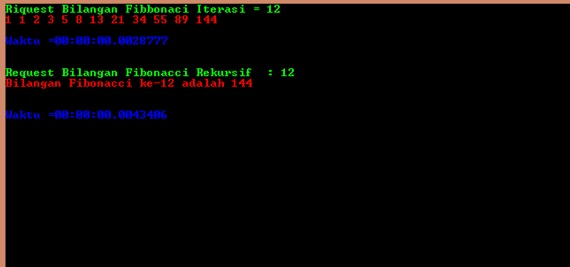 Riquest Bilangan Fibbonaci Iterasi = 12
1 1 2 3 5 8 13 21 34 55 89 144
Waktu =00:00:00.0028777
Request Bilangan Fibonacci Rekursif : 12
Bilangan Fibonacci ke-12 adalah 144
Waktu =00:00:00.0043406